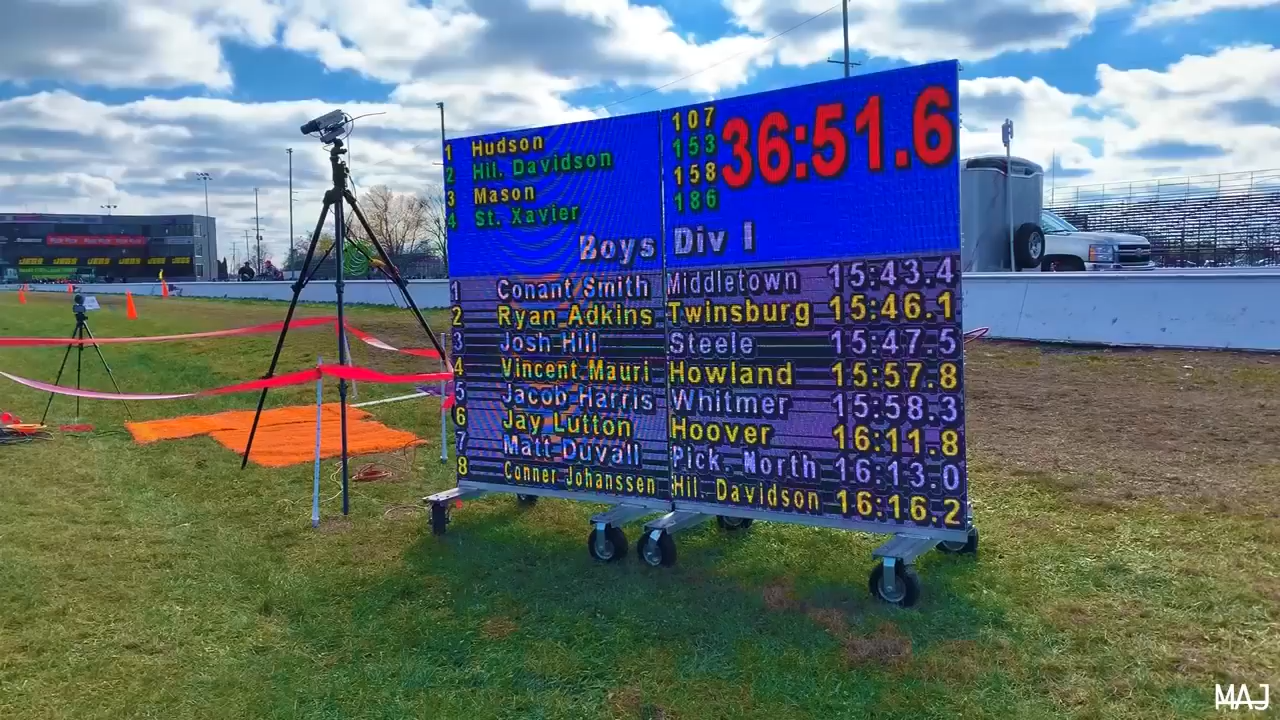 1 Hudson 107
2 Hil. Davidson 153
3 Mason 158
4 St. Xavier 186
36:51.6
Boys Div I
1 Conant Smith Middletown 15:43.4
2 Ryan Adkins Twinsburg 15:46.1
3 Josh Hill Steele 15:47.5
4 Vincent Mauri Howland 15:57.8
5 Jacob Harris Whitmer 15:58.3
6 Jay Lutton Hoover 16:11.8
7 Matt Duvall Pick. North 16:13.0
8 Conner Johanssen Hil. Davidson 16:16.2
MAJ